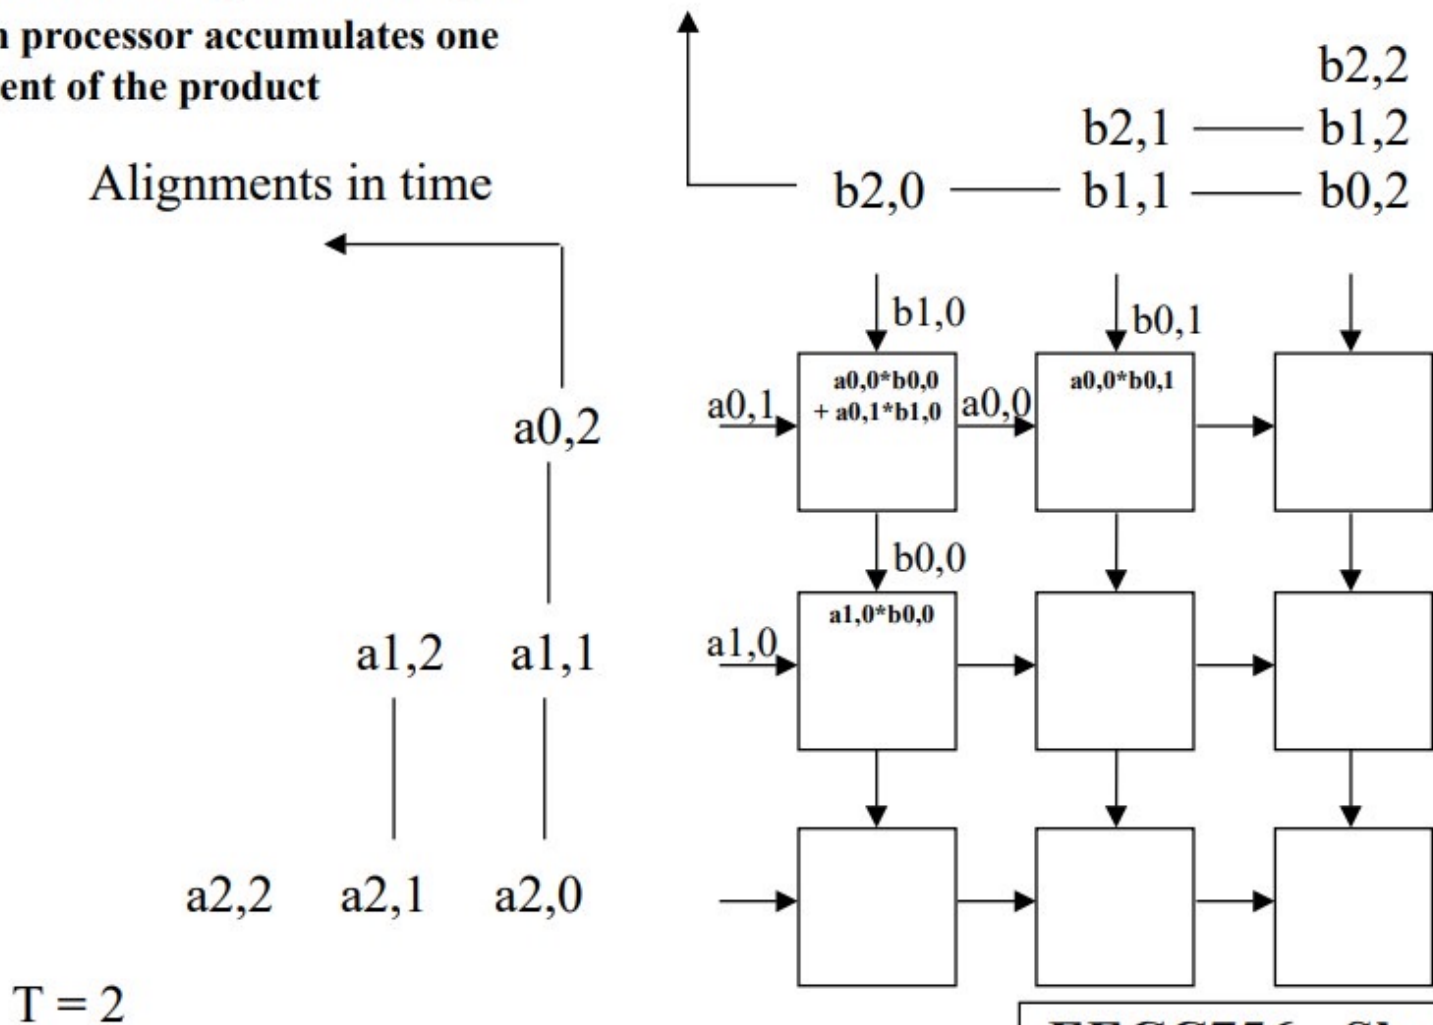 processor accumulates one
of the product
b2,2
b2,1 b1,2
Alignments in time
b2,0 b1,1 b0,2
b1,0 b0,1
a0,0*b0,0 a0,0*b0,1
a0,1 + a0,1*b1,0 a0,0
a0,2
b0,0
a1,0*b0,0
a1,2 a1,1 a1,0
a2,2 a2,1 a2,0
T = 2